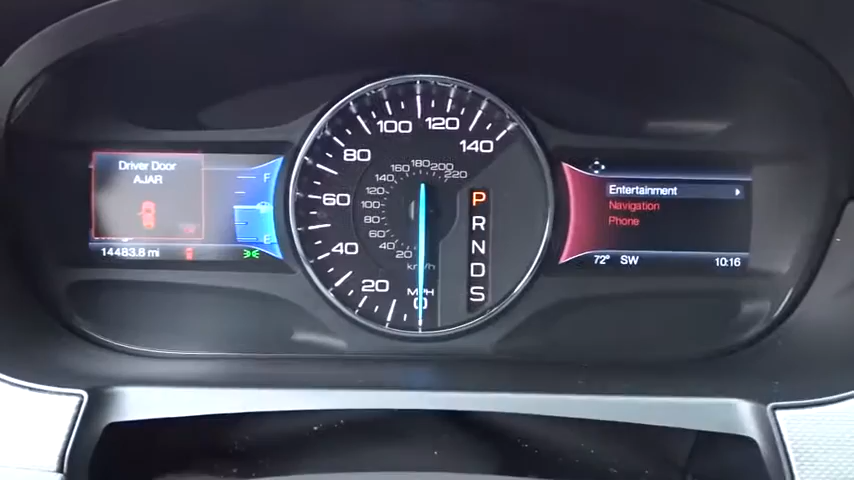 Driver Door
AJAR
F
E
14483.8 mi
0
20
40
60
80
100
120
140
MPH
20
40
60
80
100
120
140
160
180
200
220
km/h
P
R
N
D
S
Entertainment
Navigation
Phone
72° SW
10:16